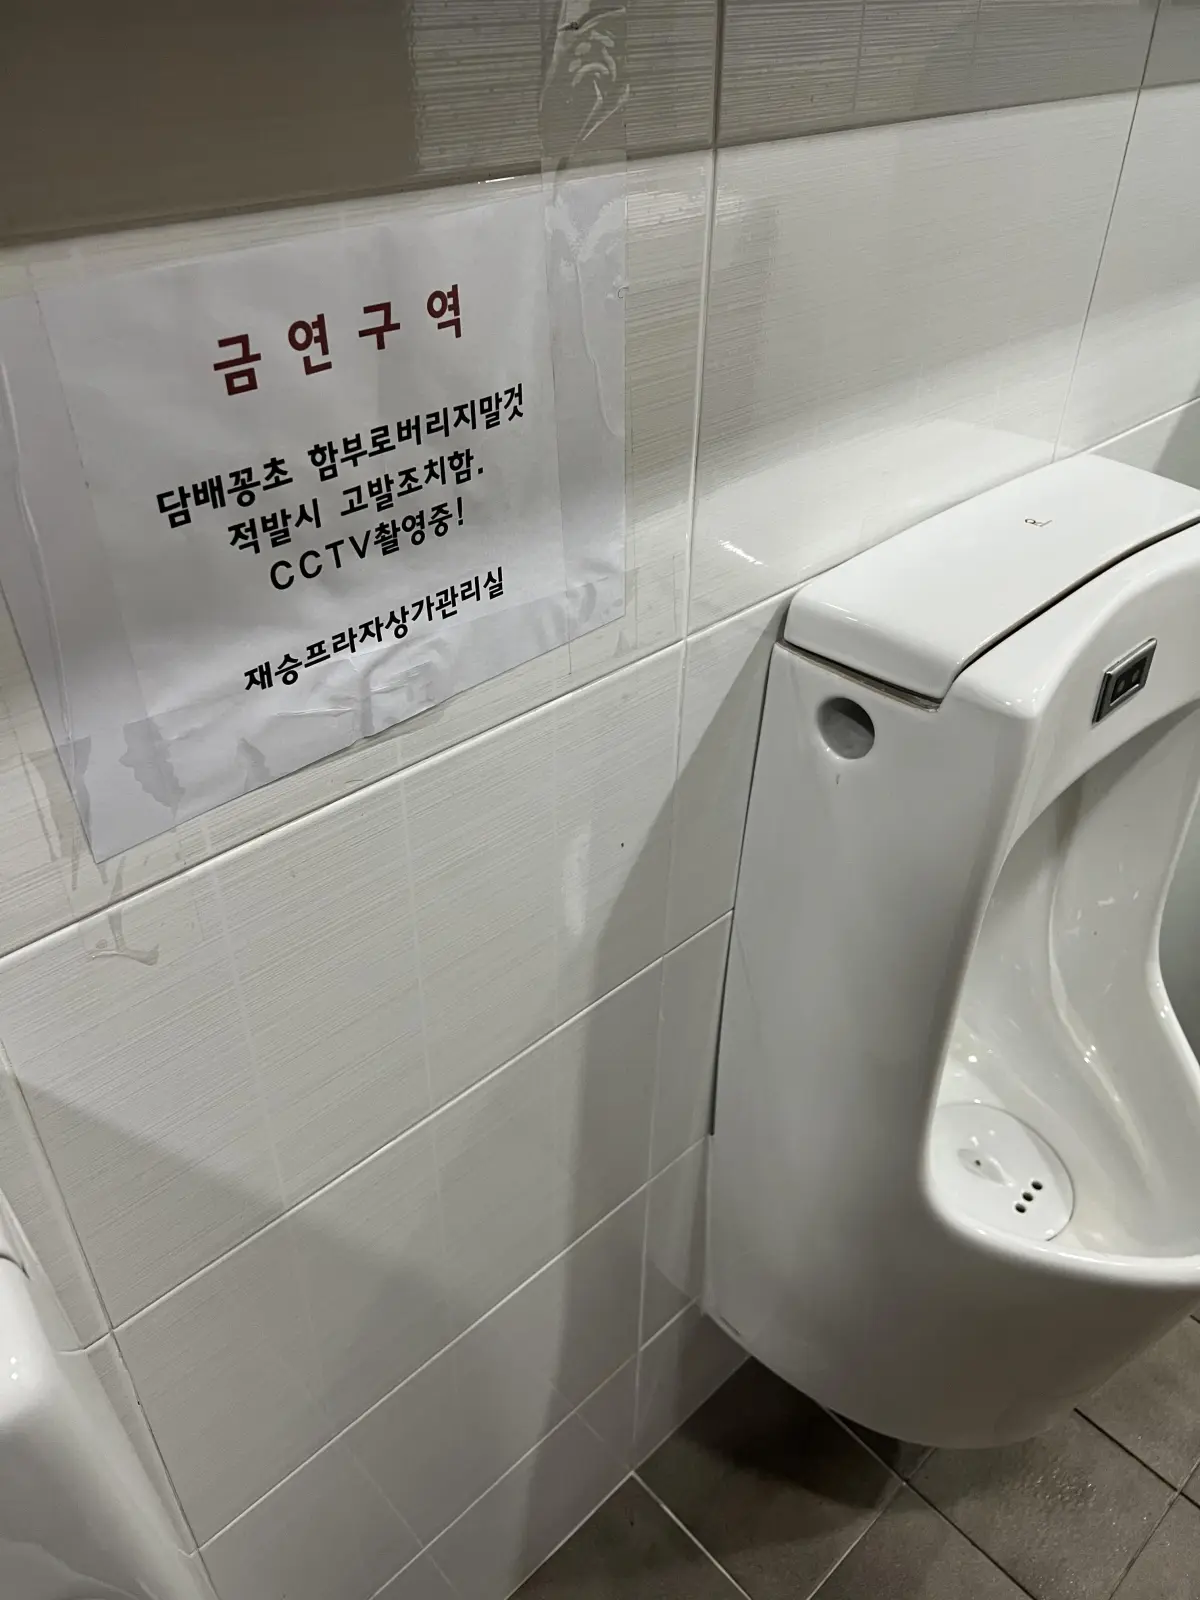 금연구역
담배꽁초 함부로버리지말것
적발시 고발조치함.
CCTV촬영중!
재승프라자상가관리실